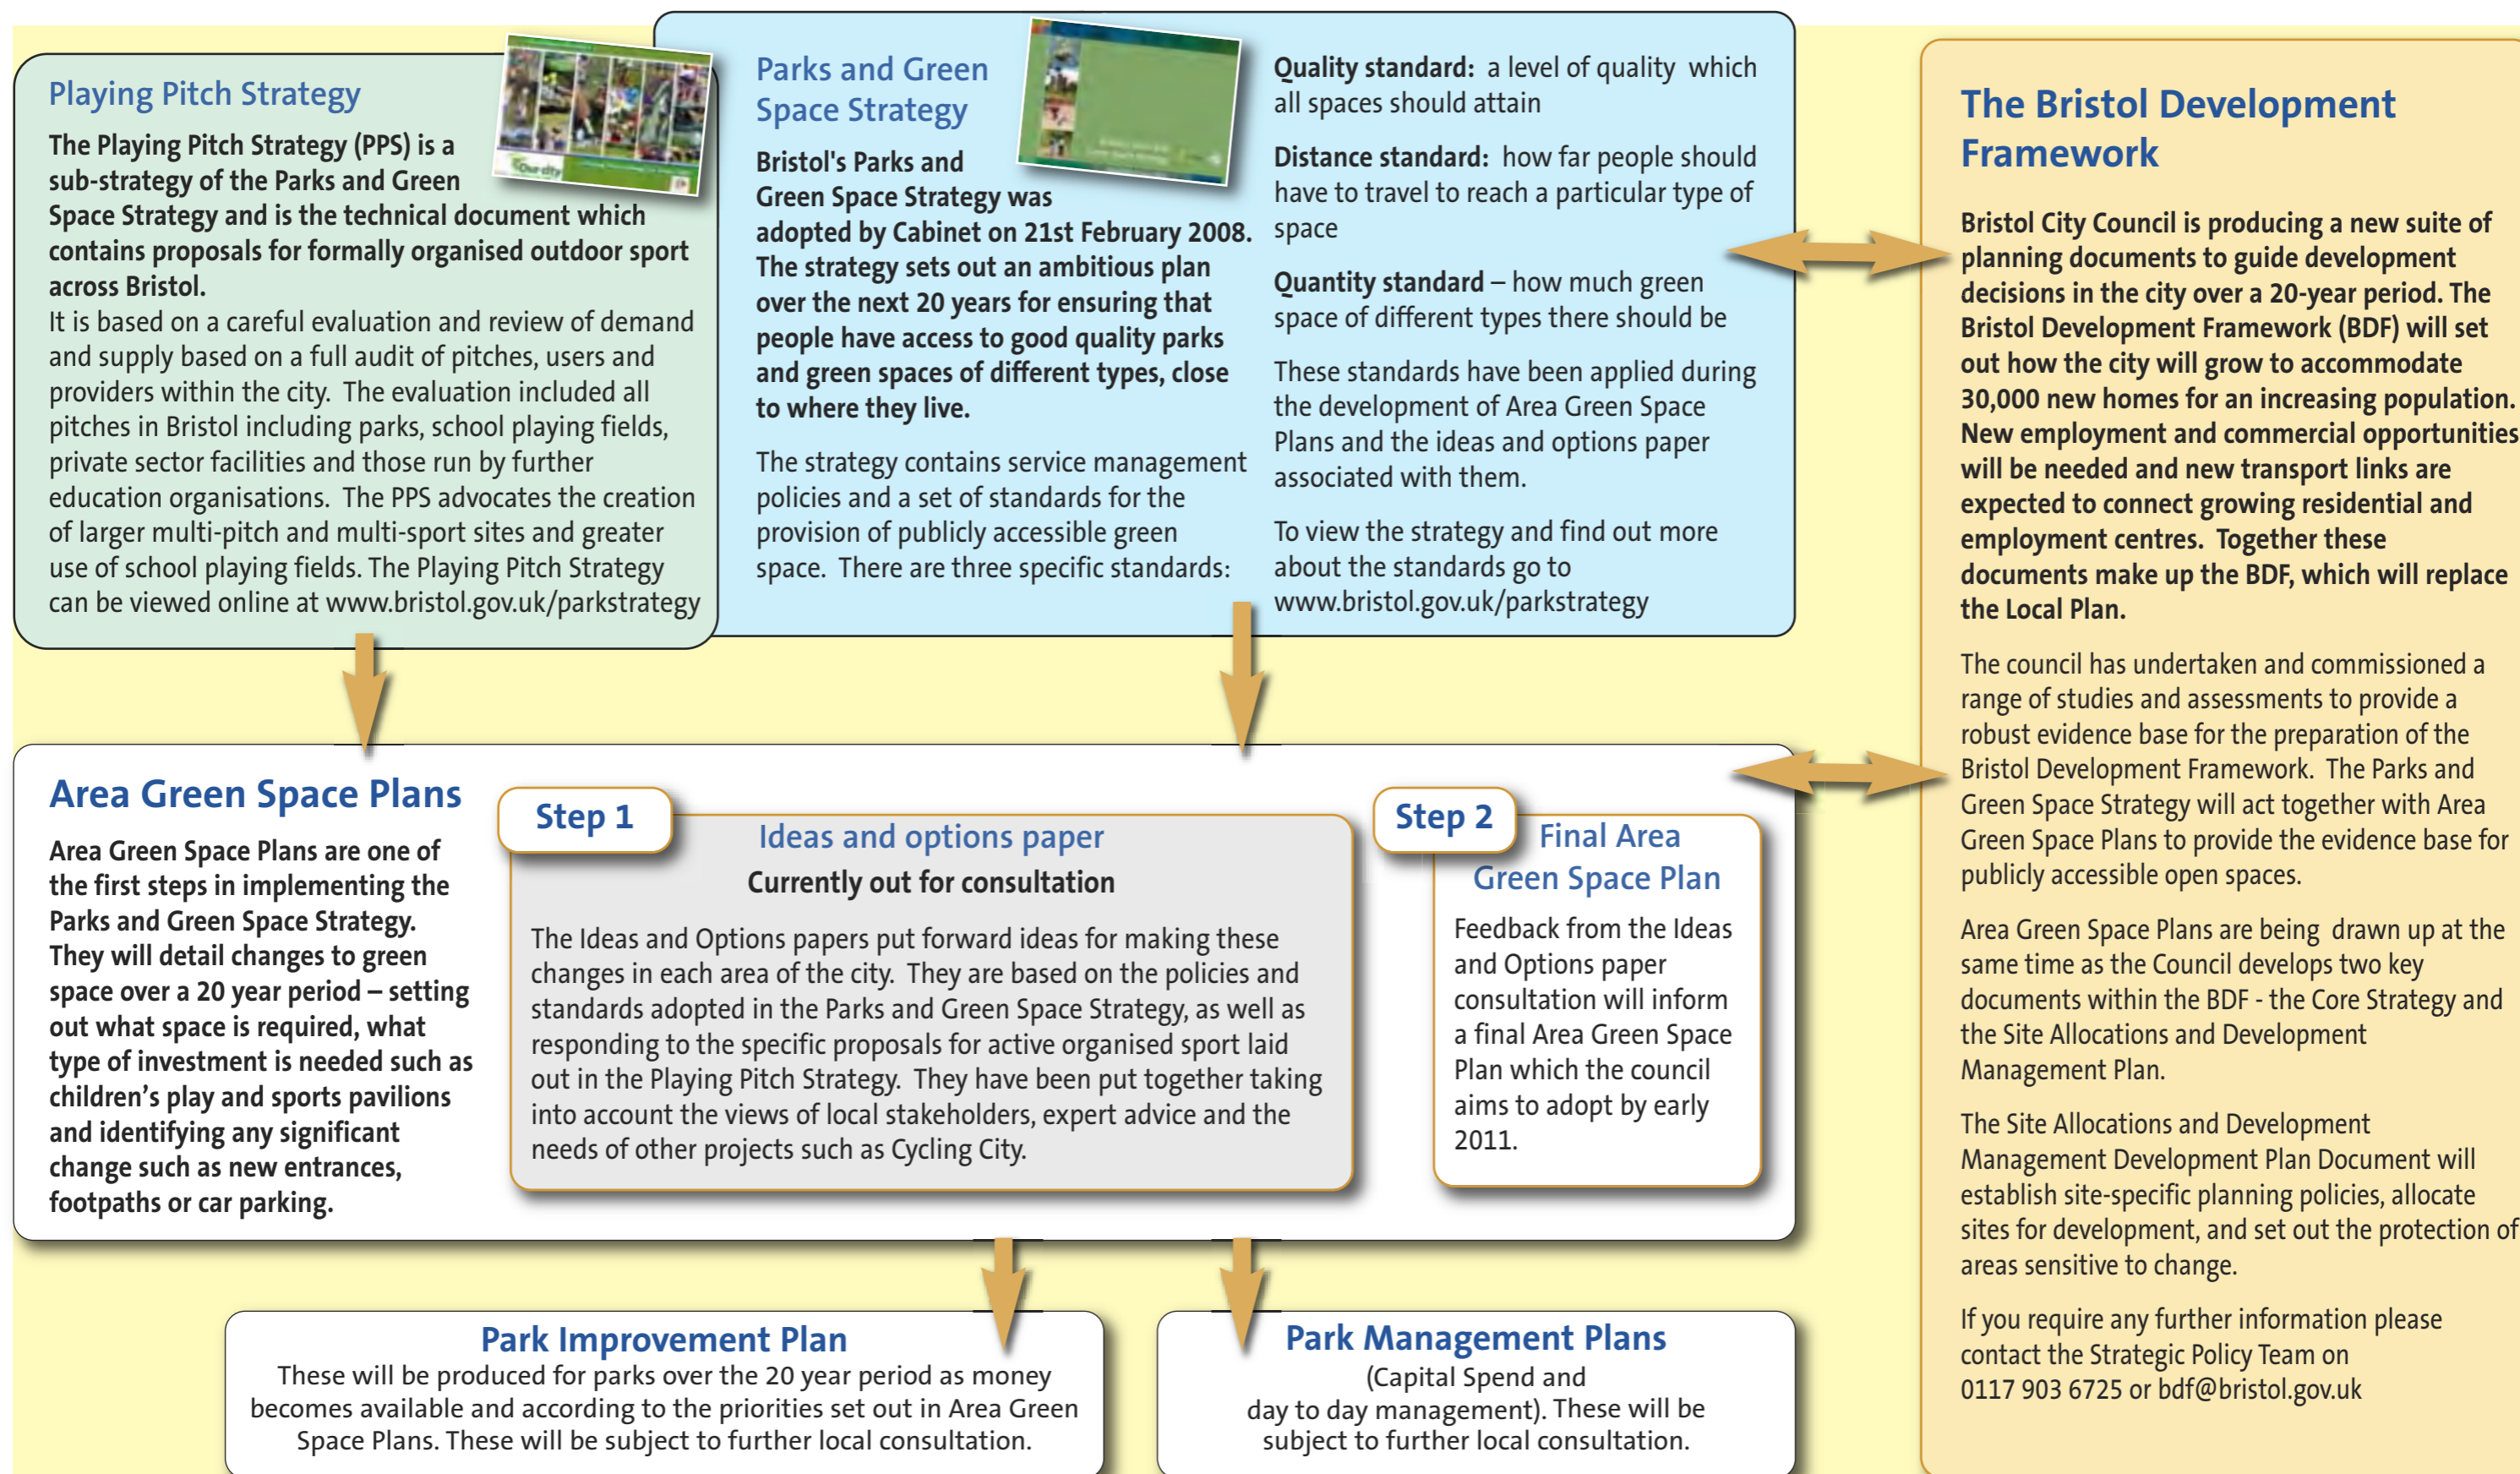 Playing Pitch Strategy
The Playing Pitch Strategy (PPS) is a
sub-strategy of the Parks and Green
Space Strategy and is the technical document which
contains proposals for formally organised outdoor sport
across Bristol.
It is based on a careful evaluation and review of demand
and supply based on a full audit of pitches, users and
providers within the city.  The evaluation included all
pitches in Bristol including parks, school playing fields,
private sector facilities and those run by further
education organisations.  The PPS advocates the creation
of larger multi-pitch and multi-sport sites and greater
use of school playing fields. The Playing Pitch Strategy
can be viewed online at www.bristol.gov.uk/parkstrategy
Our city
Parks and Green
Space Strategy
Bristol's Parks and
Green Space Strategy was
adopted by Cabinet on 21st February 2008.
The strategy sets out an ambitious plan
over the next 20 years for ensuring that
people have access to good quality parks
and green spaces of different types, close
to where they live.
The strategy contains service management
policies and a set of standards for the
provision of publicly accessible green
space.  There are three specific standards:
Quality standard:  a level of quality  which
all spaces should attain
Distance standard:  how far people should
have to travel to reach a particular type of
space
Quantity standard – how much green
space of different types there should be
These standards have been applied during
the development of Area Green Space
Plans and the ideas and options paper
associated with them.
To view the strategy and find out more
about the standards go to
www.bristol.gov.uk/parkstrategy
The Bristol Development
Framework
Bristol City Council is producing a new suite of
planning documents to guide development
decisions in the city over a 20-year period. The
Bristol Development Framework (BDF) will set
out how the city will grow to accommodate
30,000 new homes for an increasing population.
New employment and commercial opportunities
will be needed and new transport links are
expected to connect growing residential and
employment centres.  Together these
documents make up the BDF, which will replace
the Local Plan.
The council has undertaken and commissioned a
range of studies and assessments to provide a
robust evidence base for the preparation of the
Bristol Development Framework.  The Parks and
Green Space Strategy will act together with Area
Green Space Plans to provide the evidence base for
publicly accessible open spaces.
Area Green Space Plans are being  drawn up at the
same time as the Council develops two key
documents within the BDF - the Core Strategy and
the Site Allocations and Development
Management Plan.
The Site Allocations and Development
Management Development Plan Document will
establish site-specific planning policies, allocate
sites for development, and set out the protection of
areas sensitive to change.
If you require any further information please
contact the Strategic Policy Team on
0117 903 6725 or bdf@bristol.gov.uk
Area Green Space Plans
Area Green Space Plans are one of
the first steps in implementing the
Parks and Green Space Strategy.
They will detail changes to green
space over a 20 year period – setting
out what space is required, what
type of investment is needed such as
children’s play and sports pavilions
and identifying any significant
change such as new entrances,
footpaths or car parking.
Step 1
Ideas and options paper
Currently out for consultation
The Ideas and Options papers put forward ideas for making these
changes in each area of the city.  They are based on the policies and
standards adopted in the Parks and Green Space Strategy, as well as
responding to the specific proposals for active organised sport laid
out in the Playing Pitch Strategy.  They have been put together taking
into account the views of local stakeholders, expert advice and the
needs of other projects such as Cycling City.
Step 2
Final Area
Green Space Plan
Feedback from the Ideas
and Options paper
consultation will inform
a final Area Green Space
Plan which the council
aims to adopt by early
2011.
Park Improvement Plan
These will be produced for parks over the 20 year period as money
becomes available and according to the priorities set out in Area Green
Space Plans. These will be subject to further local consultation.
Park Management Plans
(Capital Spend and
day to day management). These will be
subject to further local consultation.